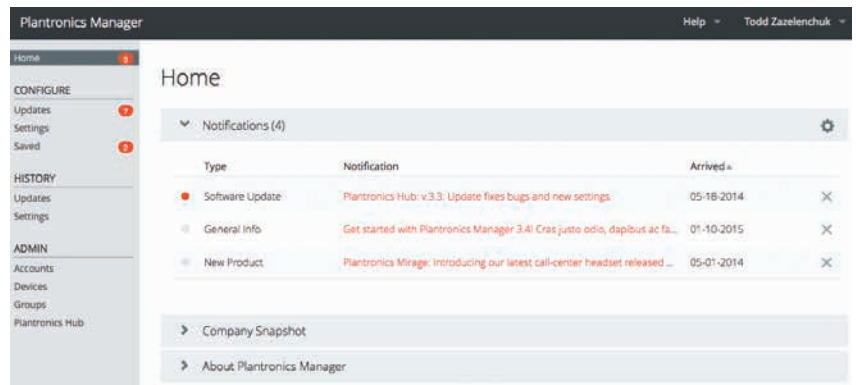 Plantronics Manager
Help
Todd Zazelenchuk
Home
CONFIGURE
Updates 7
Settings
Saved 2
HISTORY
Updates
Settings
ADMIN
Accounts
Devices
Groups
Plantronics Hub
Home
Notifications (4)
Type Notification Arrived
Software Update Plantronics Hub: v.3.3: Update fixes bugs and new settings 05-18-2014
General Info Get started with Plantronics Manager 3.4! Cras justo odio, dapibus ac fa... 01-10-2015
New Product Plantronics Mirage: Introducing our latest call-center headset released ... 05-01-2014
Company Snapshot
About Plantronics Manager